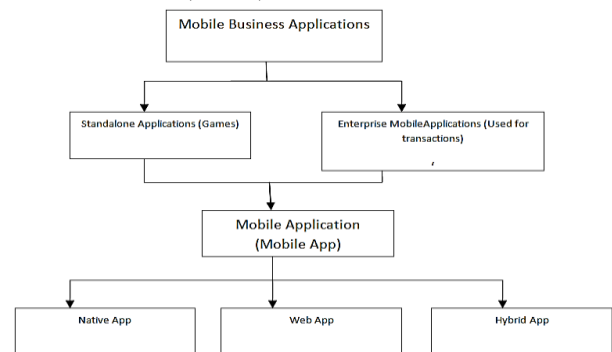 Mobile Business Applications
Standalone Applications (Games)
Enterprise MobileApplications (Used for
transactions)
,
Mobile Application
(Mobile App)
Native App
Web App
Hybrid App